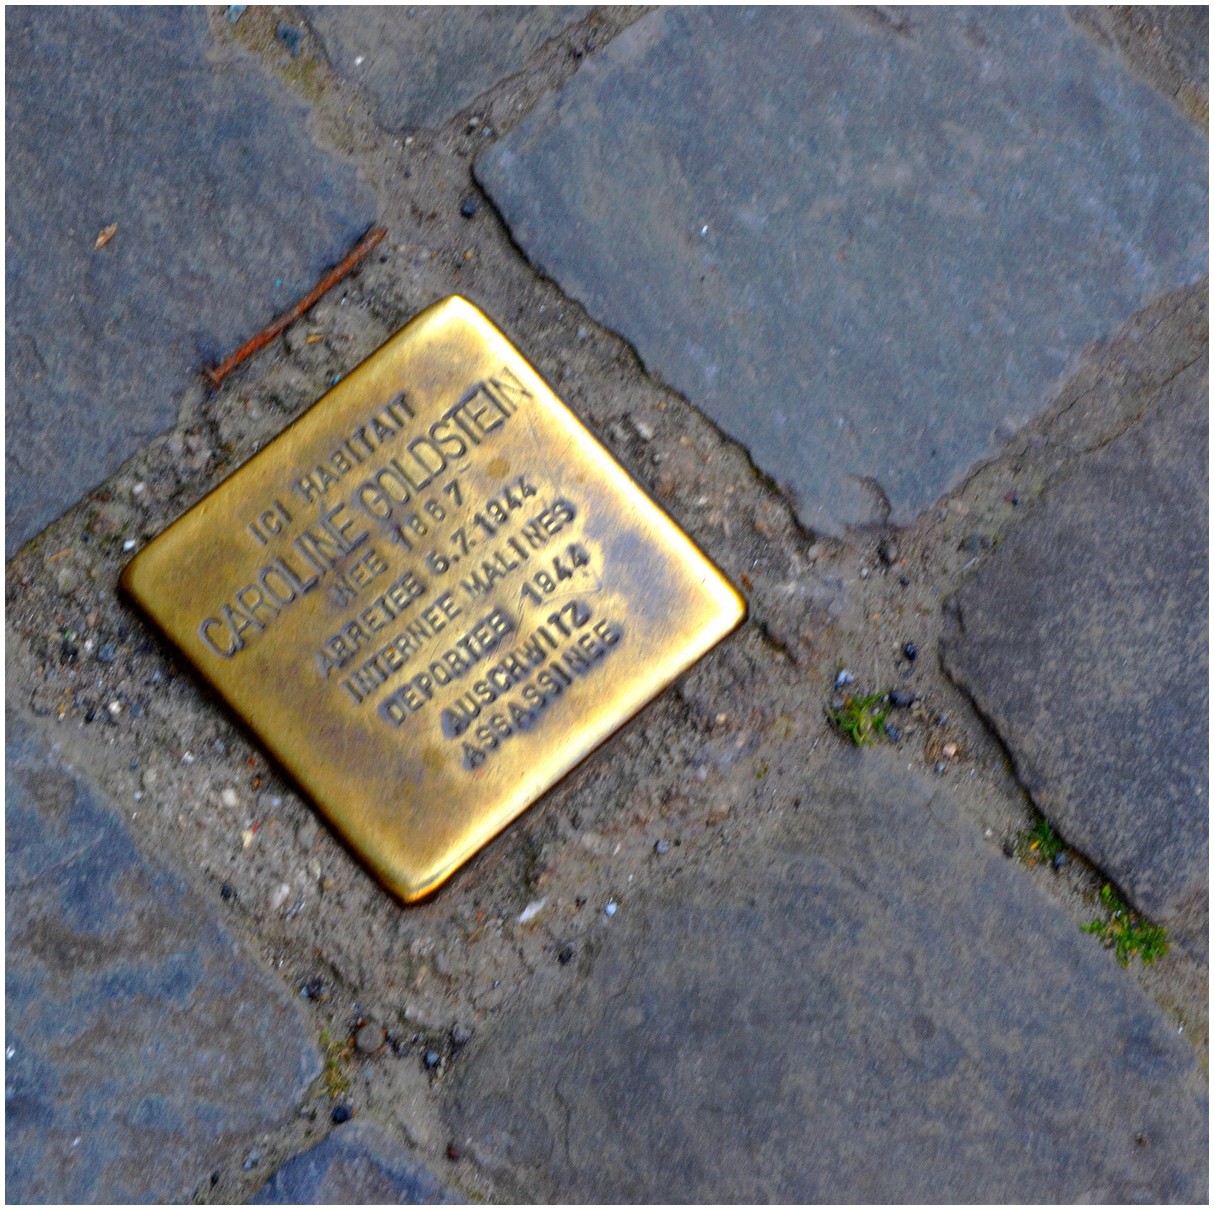 ICI HABITAIT
CAROLINE GOLDSTEIN
NEE 1867
ARRETEE 5.7.1944
INTERNEE MALINES
DEPORTEE 1944
AUSCHWITZ
ASSASSINEE